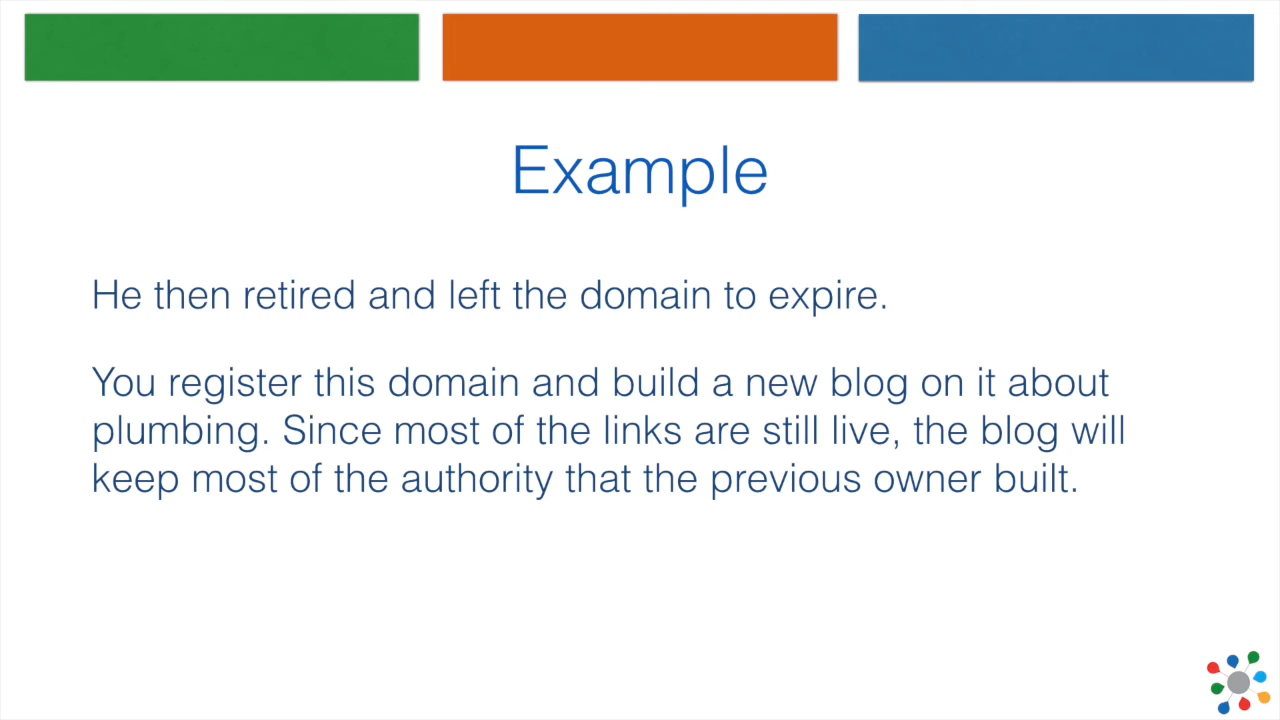 Example
He then retired and left the domain to expire.
You register this domain and build a new blog on it about
plumbing. Since most of the links are still live, the blog will
keep most of the authority that the previous owner built.